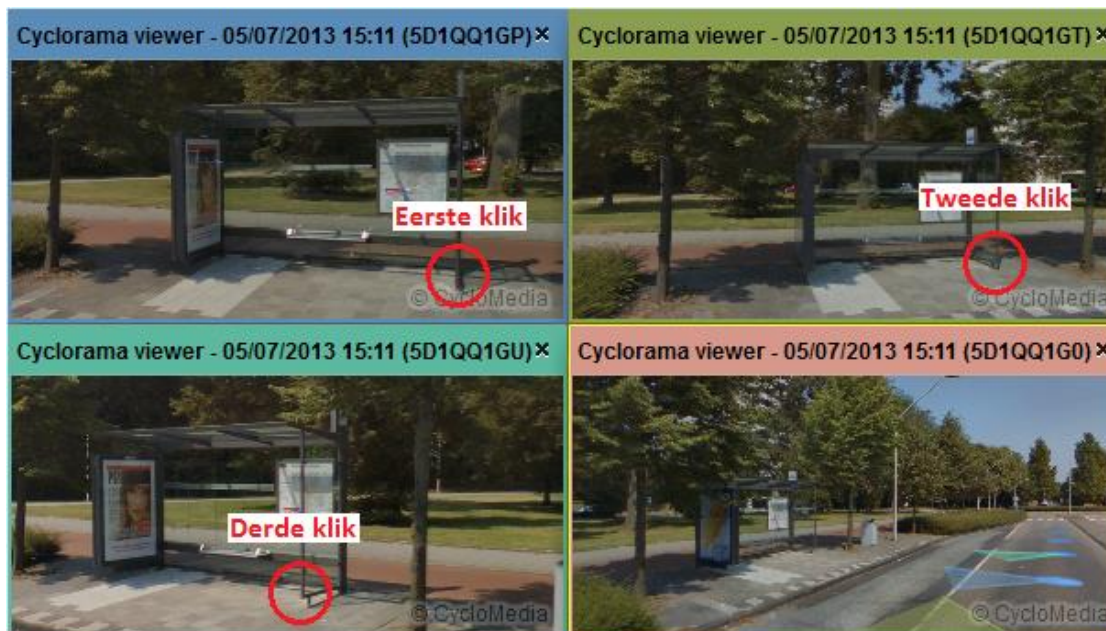 Cyclorama viewer - 05/07/2013 15:11 (5D1QQ1GP)×
Eerste klik
© CycloMedia
Cyclorama viewer - 05/07/2013 15:11 (5D1QQ1GT)×
Tweede klik
© CycloMedia
Cyclorama viewer - 05/07/2013 15:11 (5D1QQ1GU)×
Derde klik
© CycloMedia
Cyclorama viewer - 05/07/2013 15:11 (5D1QQ1G0)×
© CycloMedia